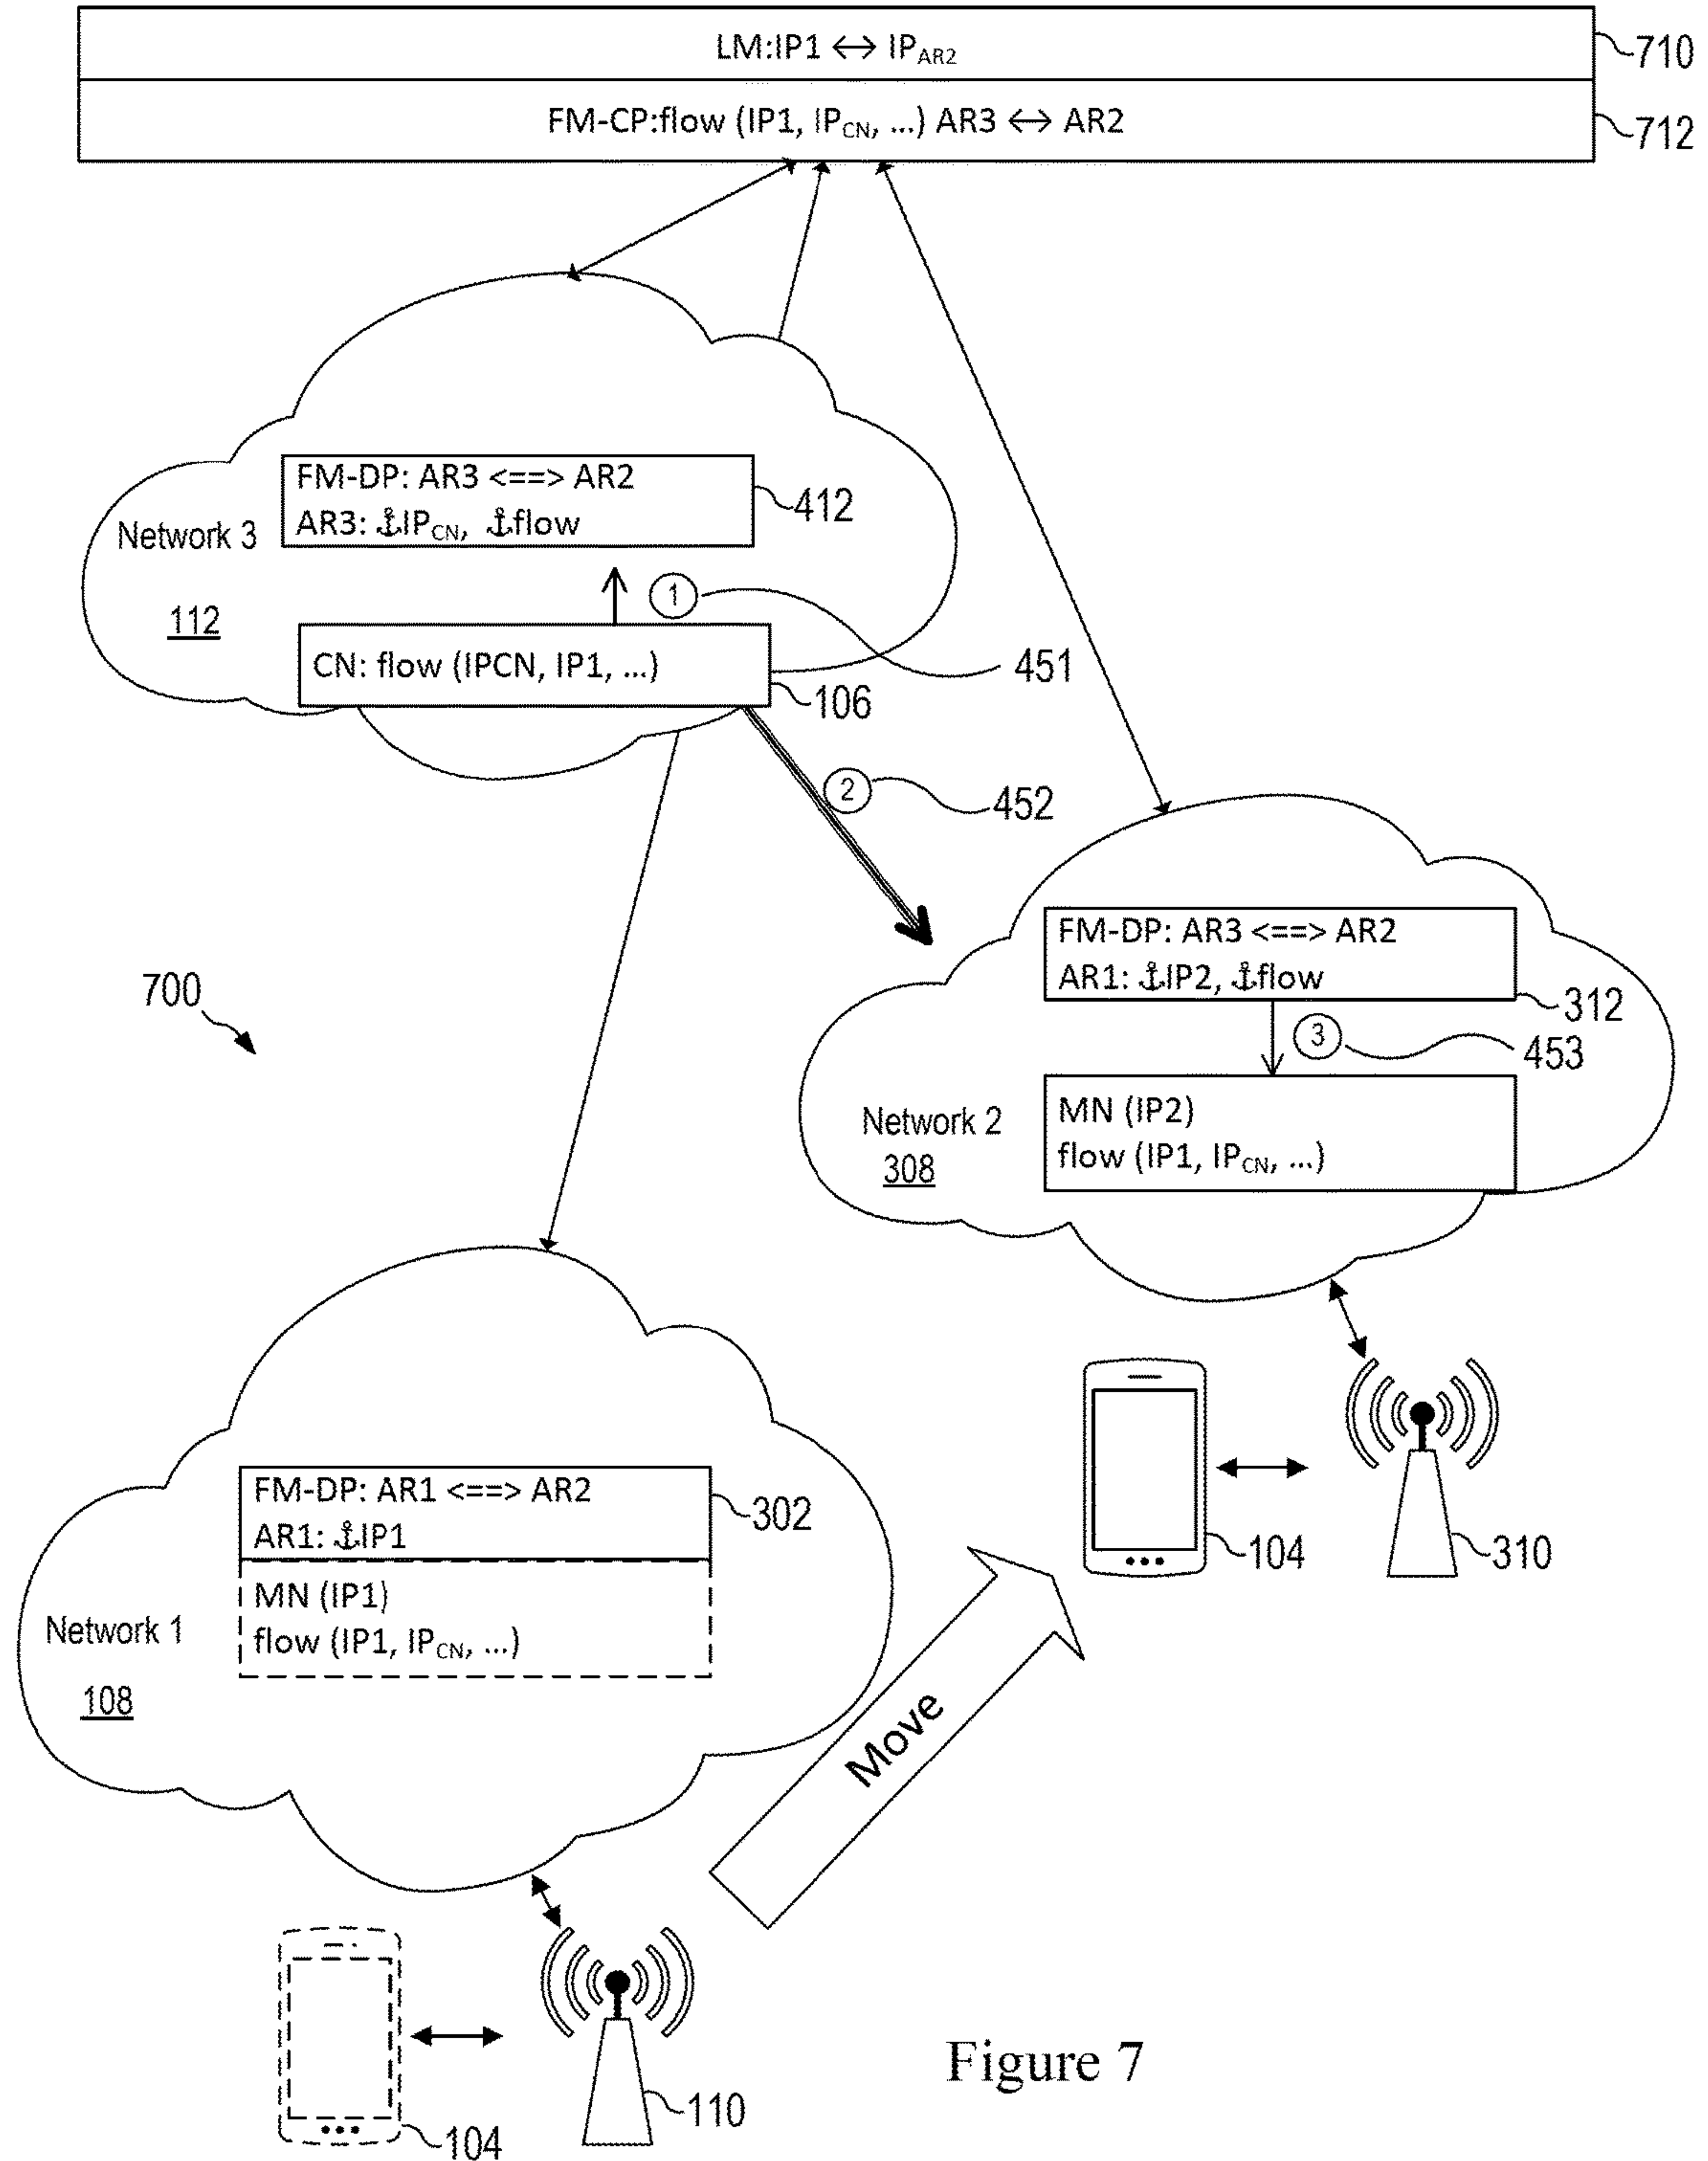 LM:IP1 ↔ IPAR2
710
FM-CP:flow (IP1, IPCN, ...) AR3 ↔ AR2
712
FM-DP: AR3 <==> AR2
AR3: ⚓IPCN, ⚓flow
412
Network 3
112
1
451
CN: flow (IPCN, IP1, ...)
106
2
452
FM-DP: AR3 <==> AR2
AR1: ⚓IP2, ⚓flow
312
3
453
Network 2
308
MN (IP2)
flow (IP1, IPCN, ...)
700
FM-DP: AR1 <==> AR2
AR1: ⚓IP1
302
MN (IP1)
flow (IP1, IPCN, ...)
Network 1
108
104
310
Move
104
110
Figure 7